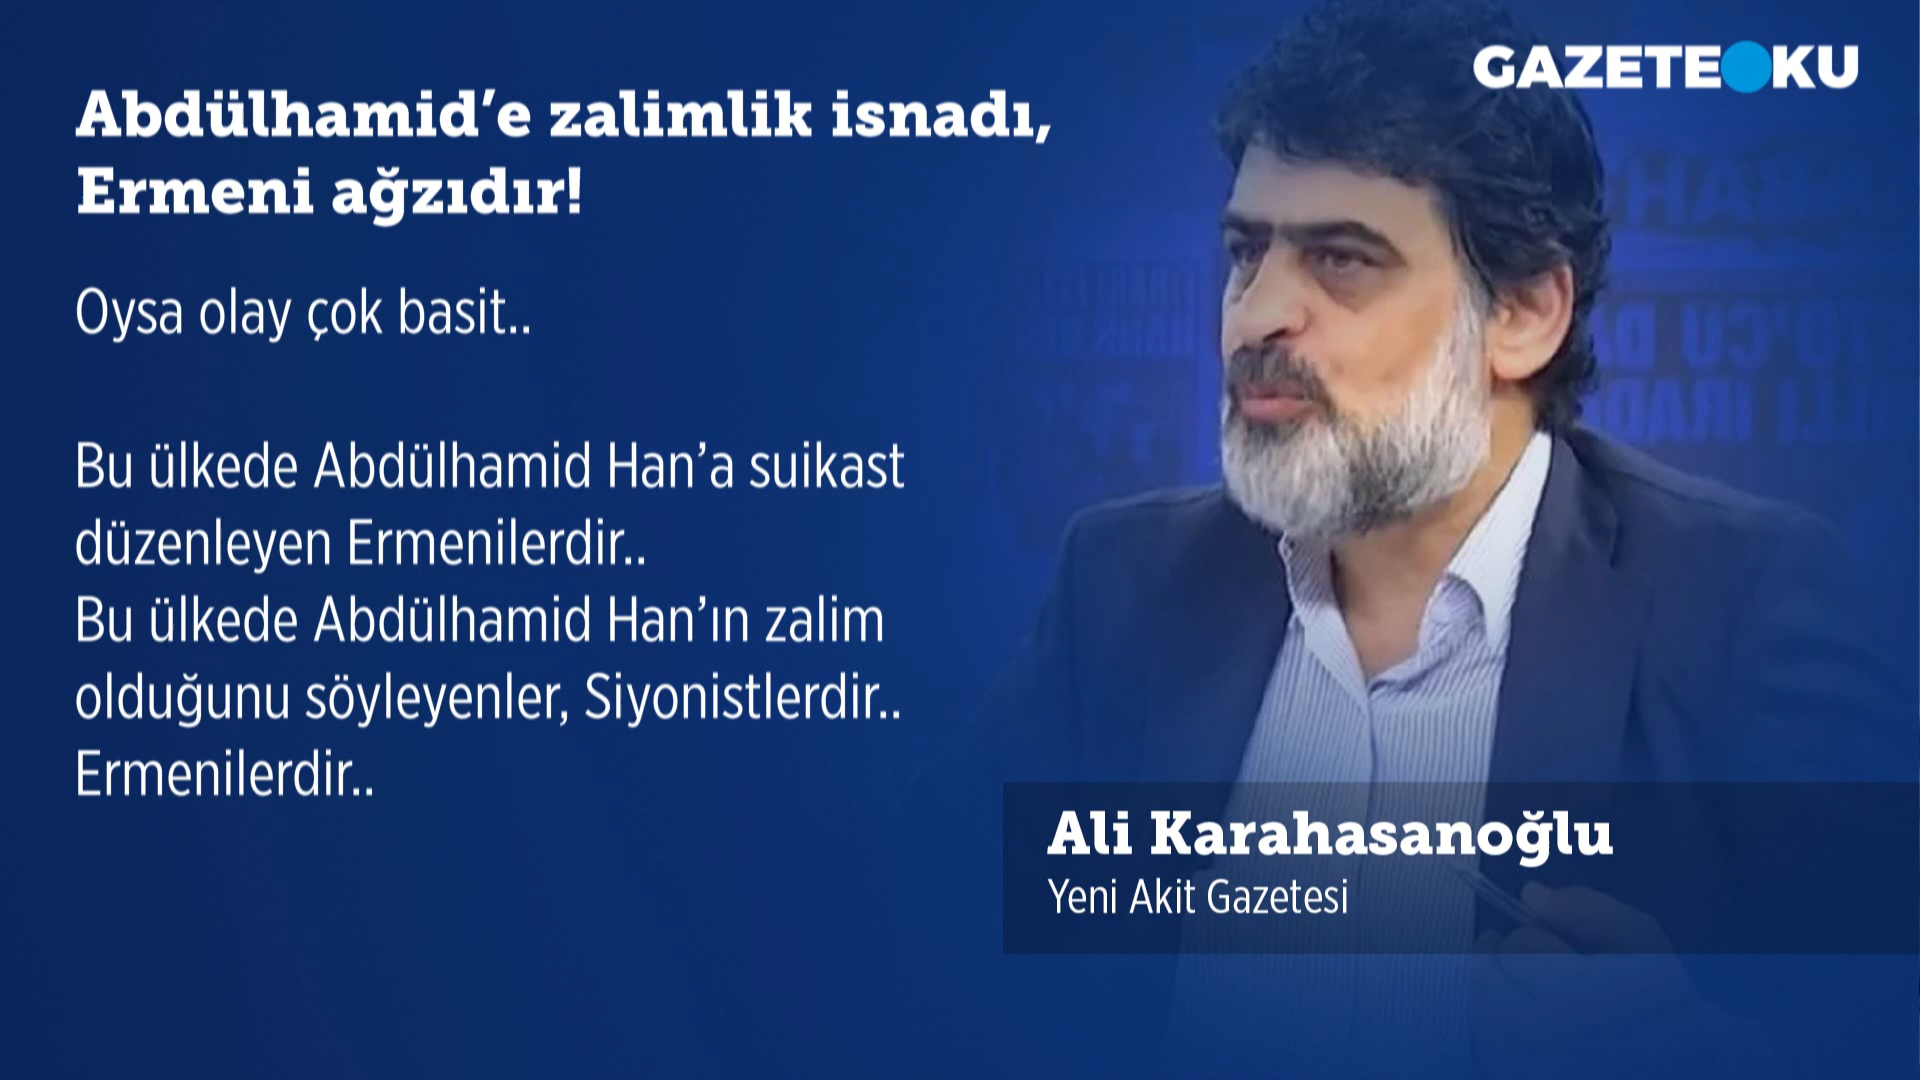 GAZETE OKU
Abdülhamid’e zalimlik isnadı,
Ermeni ağzıdır!
Oysa olay çok basit..
Bu ülkede Abdülhamid Han’a suikast
düzenleyen Ermenilerdir..
Bu ülkede Abdülhamid Han’ın zalim
olduğunu söyleyenler, Siyonistlerdir..
Ermenilerdir..
Ali Karahasanoğlu
Yeni Akit Gazetesi